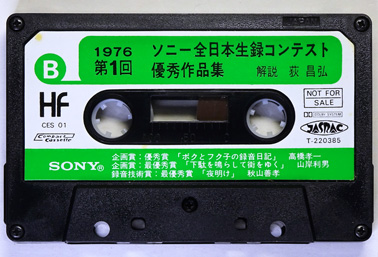 B
1976
第1回
ソニー全日本生録コンテスト
優秀作品集
解説 荻 昌弘
HF
CES 01
Compact Cassette
NOT FOR SALE
DOLBY SYSTEM
JASRAC
T-220385
SONY®
企画賞：優秀賞 「ボクとフク子の録音日記」 高橋孝一
企画賞：最優秀賞 「下駄を鳴らして街をゆく」 山岸利男
録音技術賞：最優秀賞 「夜明け」 秋山善孝